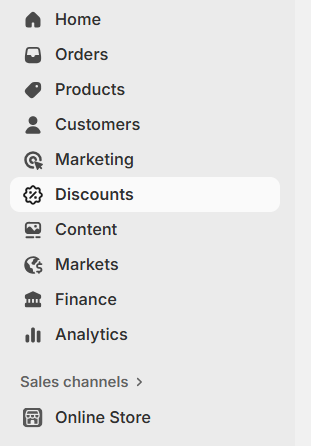 Home
Orders
Products
Customers
Marketing
Discounts
Content
Markets
Finance
Analytics
Sales channels
Online Store